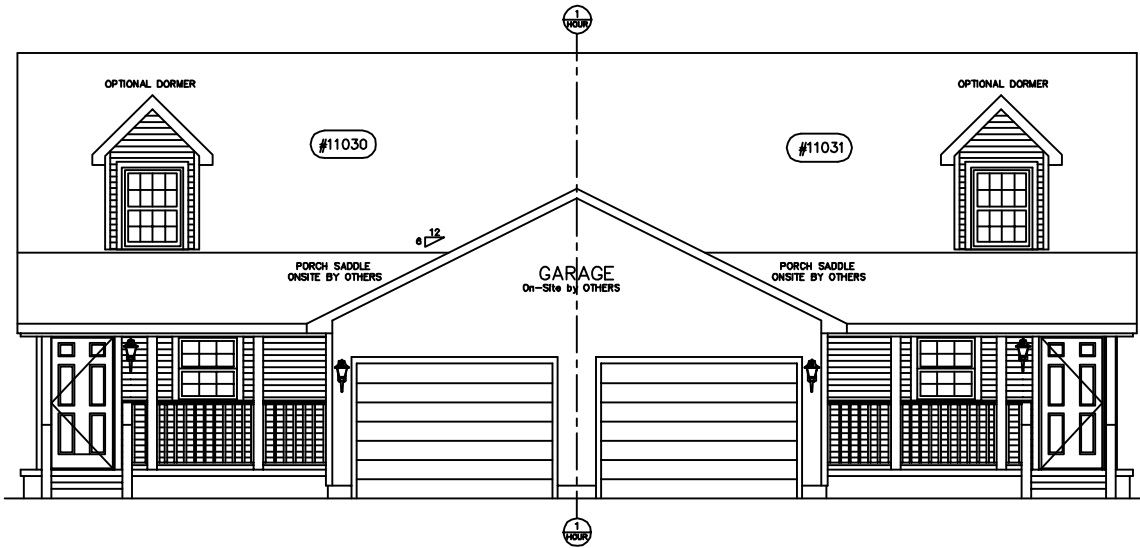 1
HOUR
OPTIONAL DORMER
OPTIONAL DORMER
#11030
#11031
12
6
PORCH SADDLE
ONSITE BY OTHERS
GARAGE
On-Site by OTHERS
PORCH SADDLE
ONSITE BY OTHERS
1
HOUR